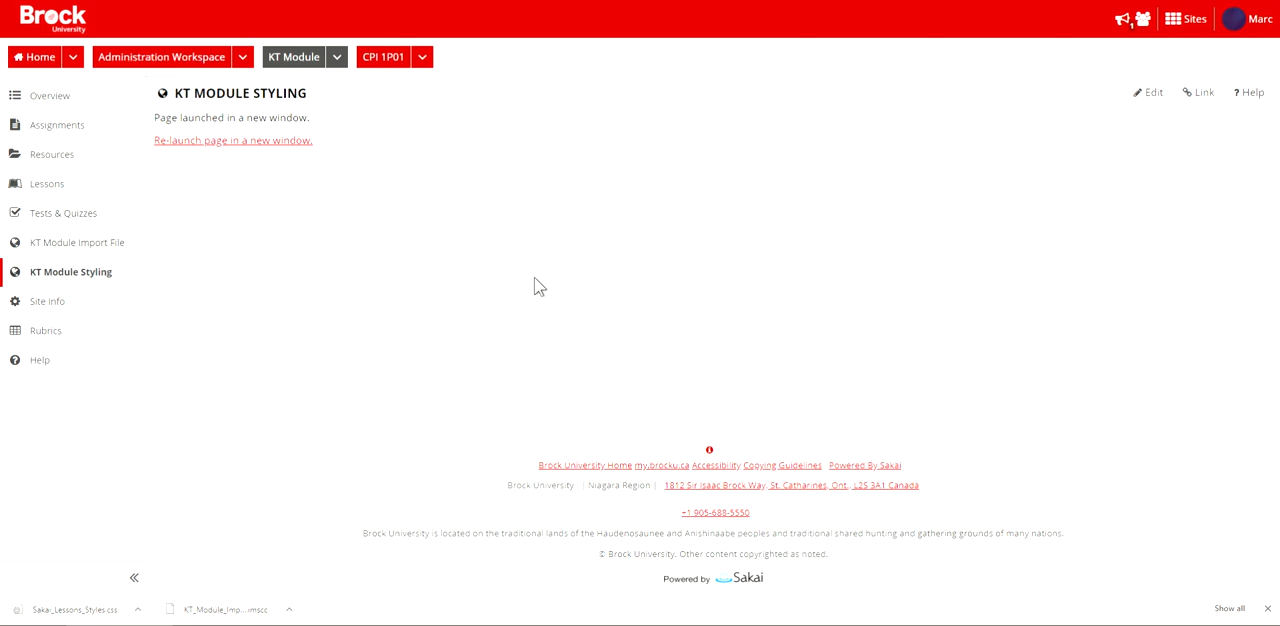 Brock
University
1
Sites
Marc
Home
Administration Workspace
KT Module
CPI 1P01
Overview
Assignments
Resources
Lessons
Tests & Quizzes
KT Module Import File
KT Module Styling
Site Info
Rubrics
Help
KT MODULE STYLING
Edit
Link
? Help
Page launched in a new window.
Re-launch page in a new window.
Brock University Home my.brocku.ca Accessibility Copying Guidelines Powered By Sakai
Brock University | Niagara Region | 1812 Sir Isaac Brock Way, St. Catharines, Ont., L2S 3A1 Canada
+1 905-688-5550
Brock University is located on the traditional lands of the Haudenosaunee and Anishinaabe peoples and traditional shared hunting and gathering grounds of many nations.
© Brock University. Other content copyrighted as noted.
Powered by Sakai
Sakai_Lessons_Styles.css
KT_Module_Imp....imscc
Show all